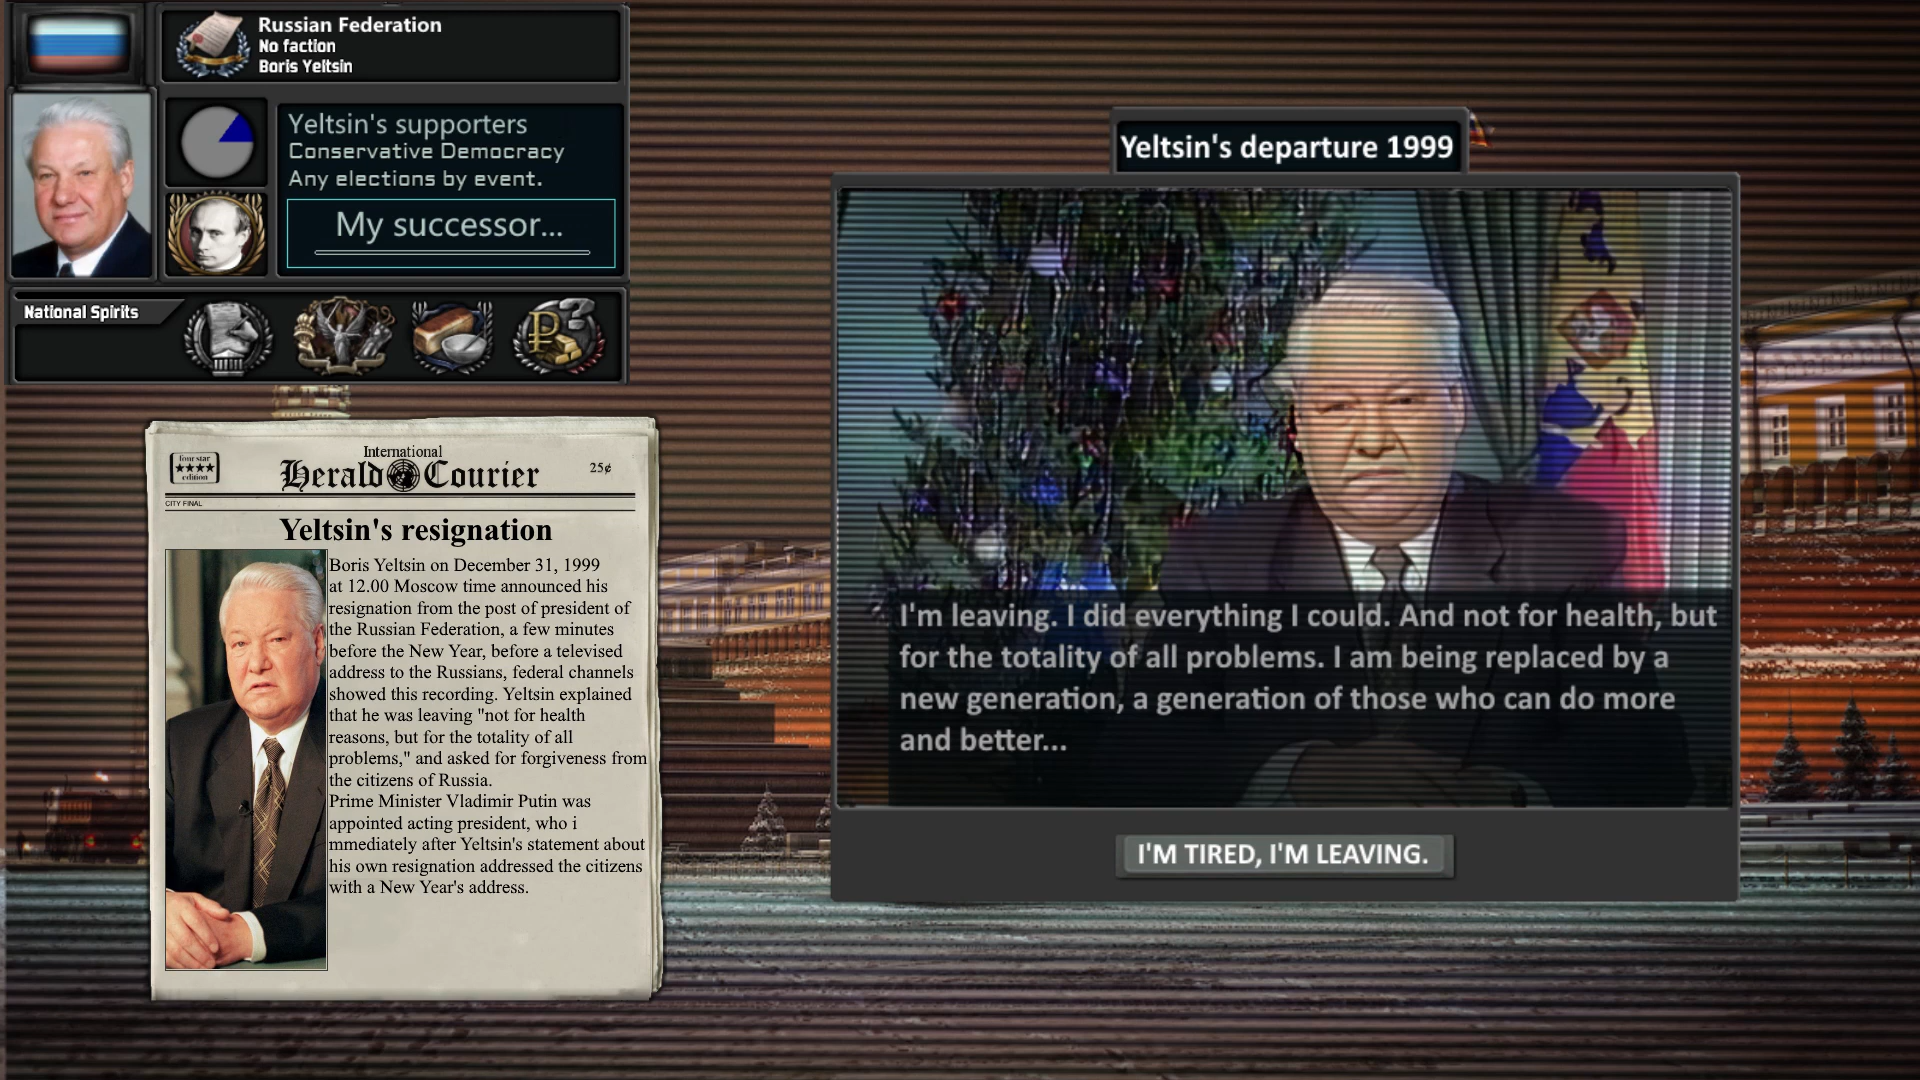 Russian Federation
No faction
Boris Yeltsin
Yeltsin's supporters
Conservative Democracy
Any elections by event.
My successor...
National Spirits
four star
★★★★
edition
International
Herald Courier
25¢
CITY FINAL
Yeltsin's resignation
Boris Yeltsin on December 31, 1999
at 12.00 Moscow time announced his
resignation from the post of president of
the Russian Federation, a few minutes
before the New Year, before a televised
address to the Russians, federal channels
showed this recording. Yeltsin explained
that he was leaving "not for health
reasons, but for the totality of all
problems," and asked for forgiveness from
the citizens of Russia.
Prime Minister Vladimir Putin was
appointed acting president, who i
mmediately after Yeltsin's statement about
his own resignation addressed the citizens
with a New Year's address.
Yeltsin's departure 1999
I'm leaving. I did everything I could. And not for health, but
for the totality of all problems. I am being replaced by a
new generation, a generation of those who can do more
and better...
I'M TIRED, I'M LEAVING.